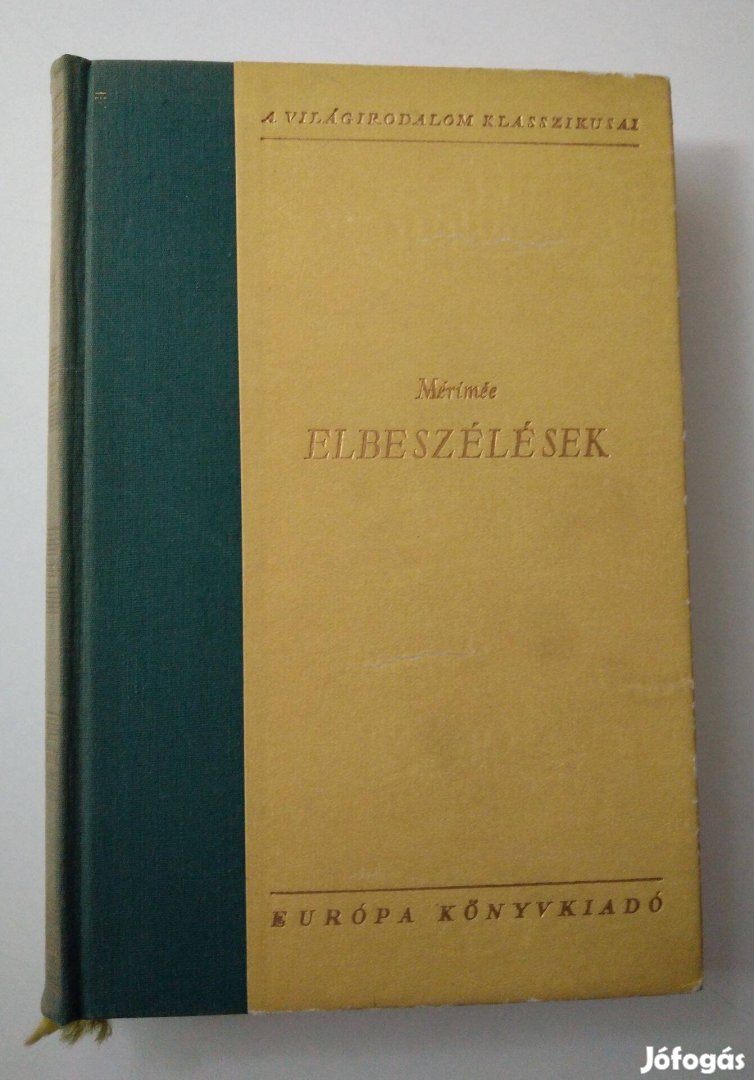 A VILÁGIRODALOM KLASSZIKUSAI
Mérimée
ELBESZÉLÉSEK
EURÓPA KÖNYVKIADÓ
Jófogás